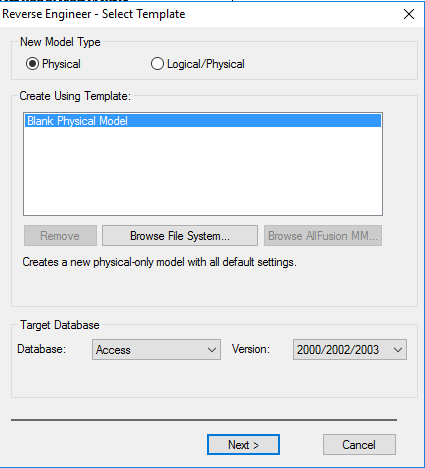 Reverse Engineer - Select Template
New Model Type
Physical
Logical/Physical
Create Using Template:
Blank Physical Model
Remove
Browse File System...
Browse AllFusion MM...
Creates a new physical-only model with all default settings.
Target Database
Database:
Access
Version:
2000/2002/2003
Next >
Cancel